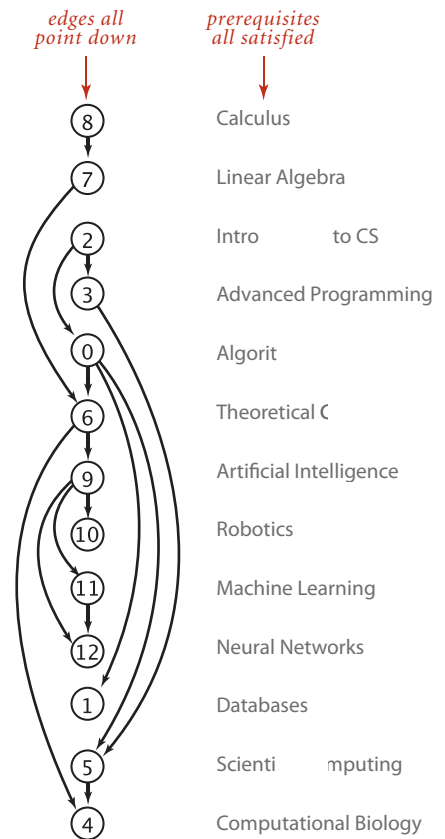 edges all
point down
prerequisites
all satisfied
8 Calculus
7 Linear Algebra
2 Intro to CS
3 Advanced Programming
0 Algorit
6 Theoretical
9 Artificial Intelligence
10 Robotics
11 Machine Learning
12 Neural Networks
1 Databases
5 Scienti mputing
4 Computational Biology